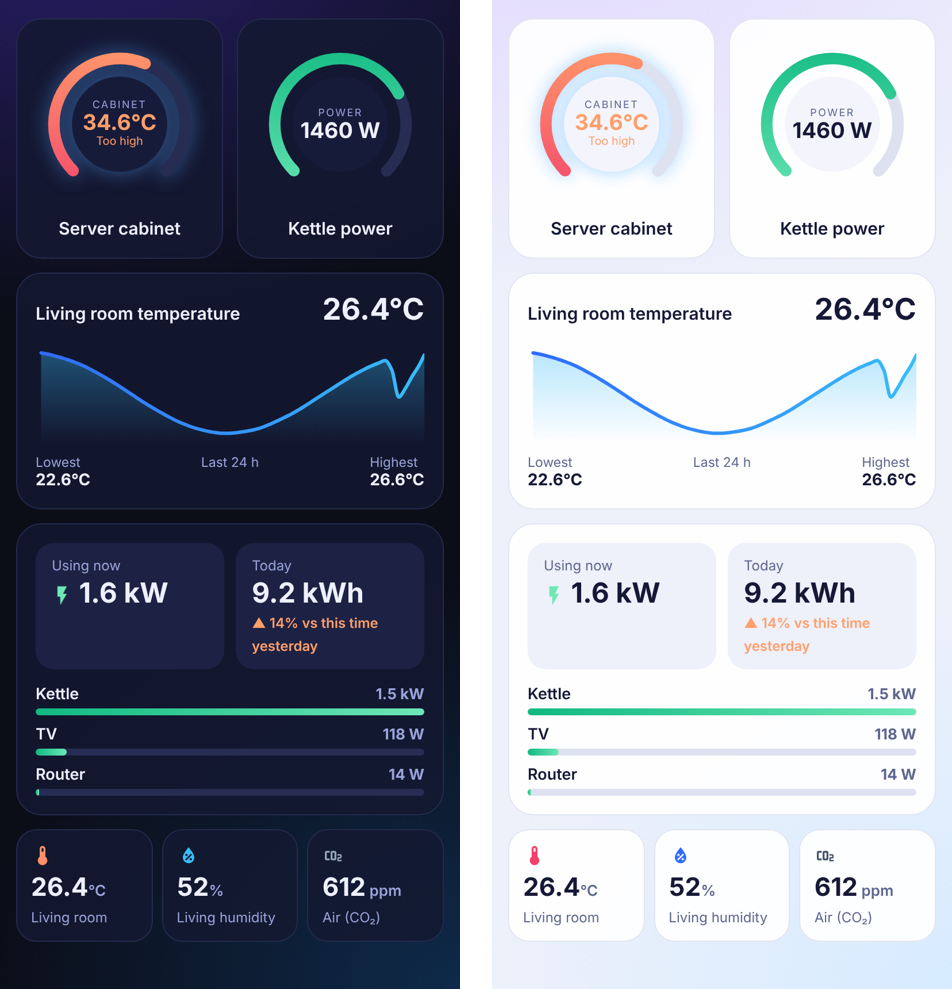 CABINET
34.6°C
Too high
Server cabinet
POWER
1460 W
Kettle power
Living room temperature
26.4°C
Lowest
22.6°C
Last 24 h
Highest
26.6°C
Using now
1.6 kW
Today
9.2 kWh
▲ 14% vs this time
yesterday
Kettle
1.5 kW
TV
118 W
Router
14 W
26.4°C
Living room
52%
Living humidity
CO₂
612 ppm
Air (CO₂)
CABINET
34.6°C
Too high
Server cabinet
POWER
1460 W
Kettle power
Living room temperature
26.4°C
Lowest
22.6°C
Last 24 h
Highest
26.6°C
Using now
1.6 kW
Today
9.2 kWh
▲ 14% vs this time
yesterday
Kettle
1.5 kW
TV
118 W
Router
14 W
26.4°C
Living room
52%
Living humidity
CO₂
612 ppm
Air (CO₂)